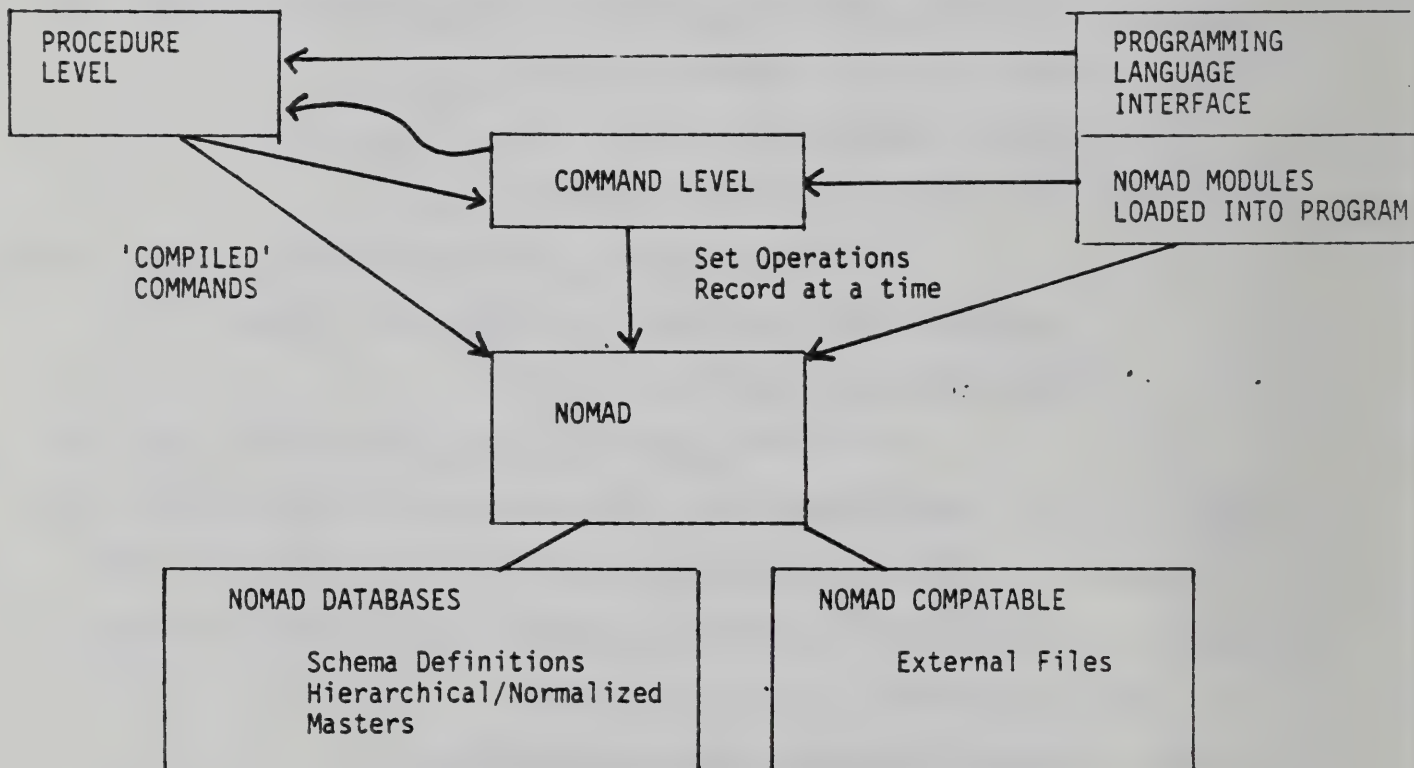 PROCEDURE
LEVEL
PROGRAMMING
LANGUAGE
INTERFACE
COMMAND LEVEL
NOMAD MODULES
LOADED INTO PROGRAM
'COMPILED'
COMMANDS
Set Operations
Record at a time
NOMAD
NOMAD DATABASES
Schema Definitions
Hierarchical/Normalized
Masters
NOMAD COMPATABLE
External Files